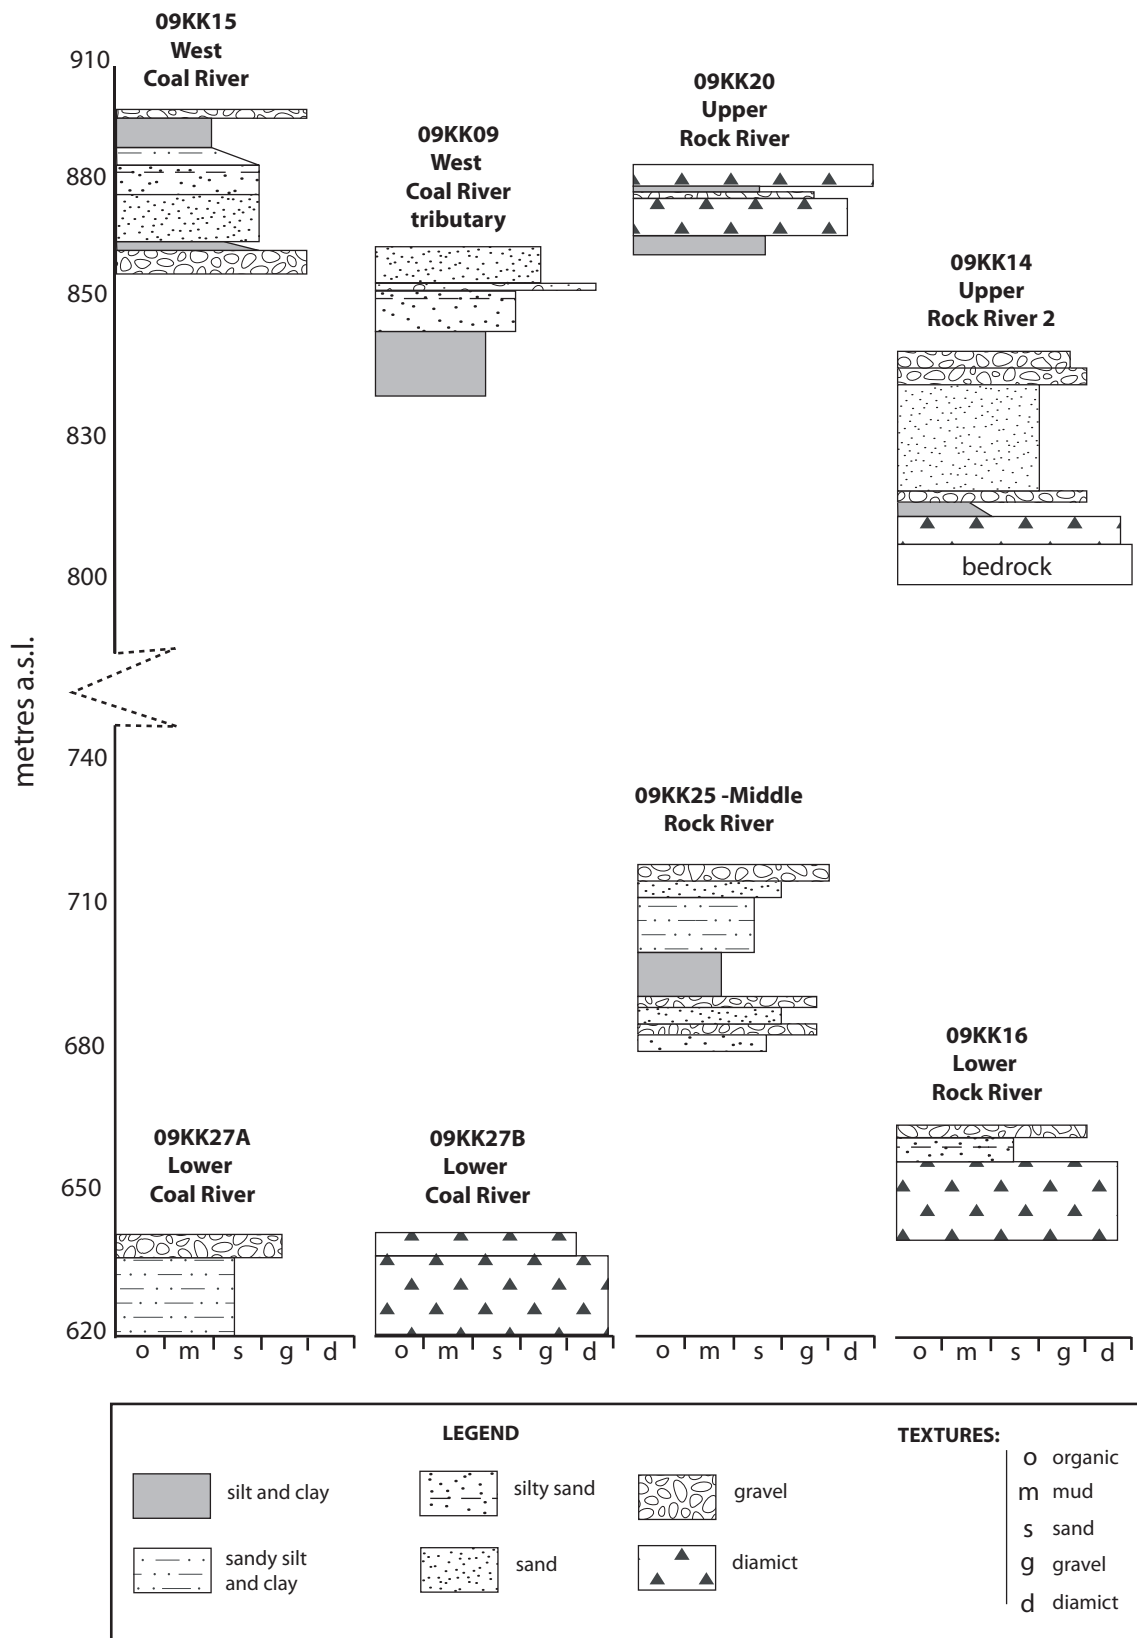 09KK15
West
Coal River
09KK09
West
Coal River
tributary
09KK20
Upper
Rock River
09KK14
Upper
Rock River 2
bedrock
910
880
850
830
800
metres a.s.l.
740
710
680
650
620
09KK25 -Middle
Rock River
09KK16
Lower
Rock River
09KK27A
Lower
Coal River
09KK27B
Lower
Coal River
o m s g d
o m s g d
o m s g d
o m s g d
LEGEND
silt and clay
sandy silt
and clay
silty sand
sand
gravel
diamict
TEXTURES:
o organic
m mud
s sand
g gravel
d diamict